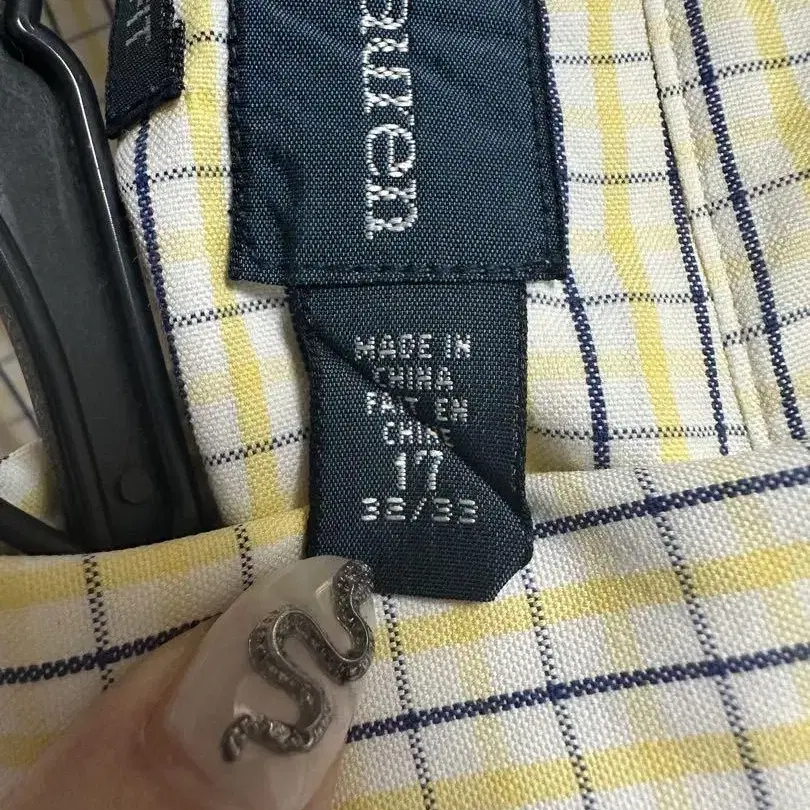 auren
MADE IN
CHINA
FAIT EN
CHINE
17
32/33